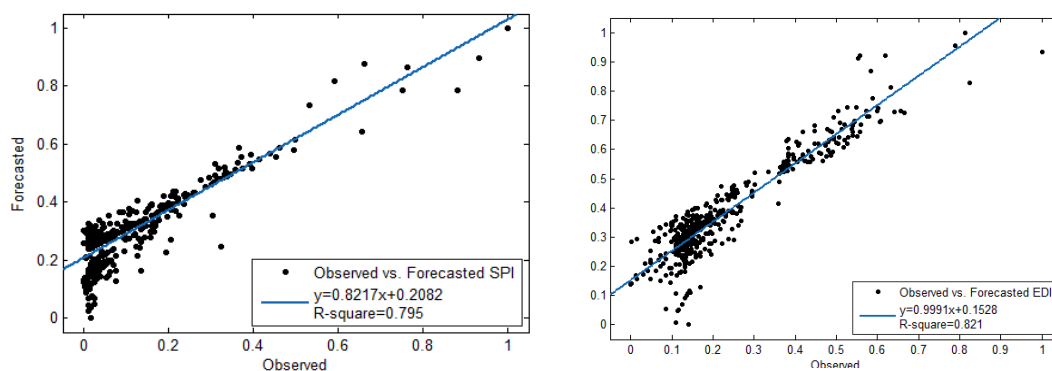 1
0.8
0.6
0.4
0.2
0
Forecasted
0 0.2 0.4 0.6 0.8 1
Observed
Observed vs. Forecasted SPI
y=0.8217x+0.2082
R-square=0.795
1
0.9
0.8
0.7
0.6
0.5
0.4
0.3
0.2
0.1
0
0 0.1 0.2 0.3 0.4 0.5 0.6 0.7 0.8 0.9 1
Observed
Observed vs. Forecasted EDI
y=0.9991x+0.1528
R-square=0.821